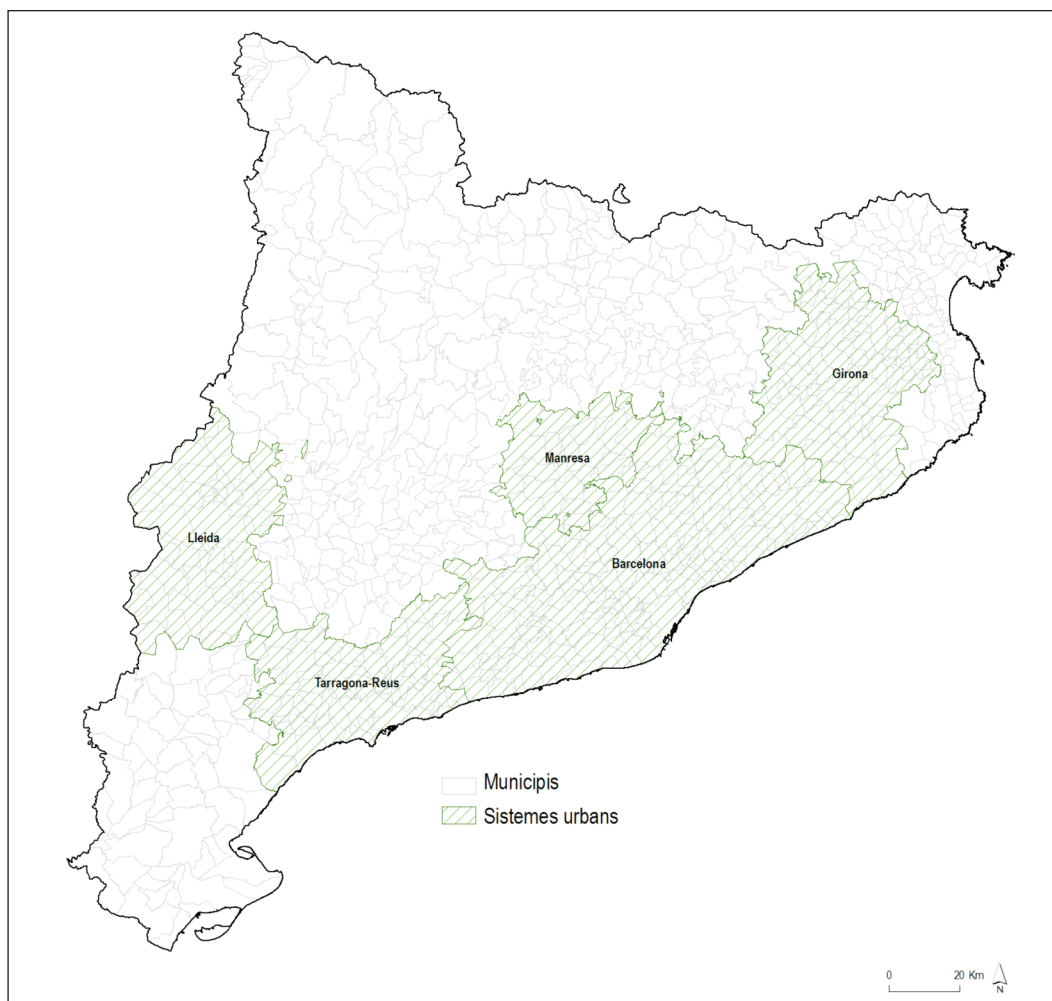 Girona
Manresa
Lleida
Barcelona
Tarragona-Reus
Municipis
Sistemes urbans
0 20 Km
N